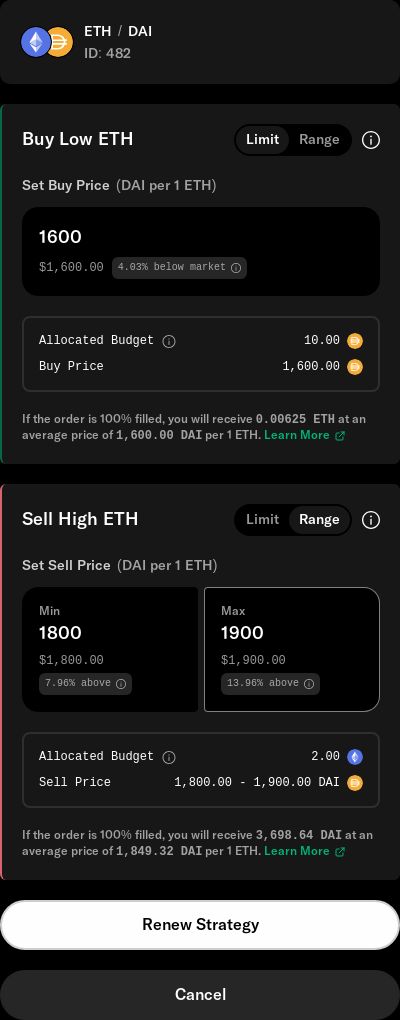 ETH / DAI
ID: 482
Buy Low ETH
Limit Range
Set Buy Price (DAI per 1 ETH)
1600
$1,600.00 4.03% below market
Allocated Budget 10.00
Buy Price 1,600.00
If the order is 100% filled, you will receive 0.00625 ETH at an
average price of 1,600.00 DAI per 1 ETH. Learn More
Sell High ETH
Limit Range
Set Sell Price (DAI per 1 ETH)
Min Max
1800 1900
$1,800.00 $1,900.00
7.96% above 13.96% above
Allocated Budget 2.00
Sell Price 1,800.00 - 1,900.00 DAI
If the order is 100% filled, you will receive 3,698.64 DAI at an
average price of 1,849.32 DAI per 1 ETH. Learn More
Renew Strategy
Cancel